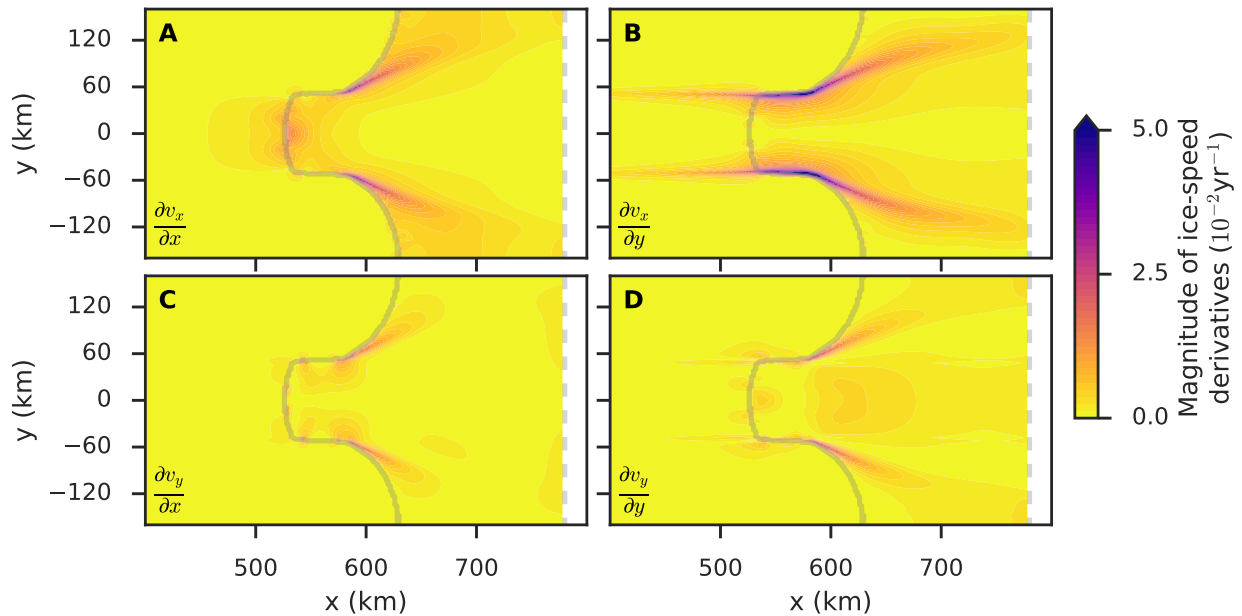 A
B
y (km)
120
60
0
−60
−120
∂v_x/∂x
∂v_x/∂y
C
D
y (km)
120
60
0
−60
−120
∂v_y/∂x
∂v_y/∂y
500 600 700
500 600 700
x (km)
x (km)
5.0
2.5
0.0
Magnitude of ice-speed
derivatives (10⁻²yr⁻¹)